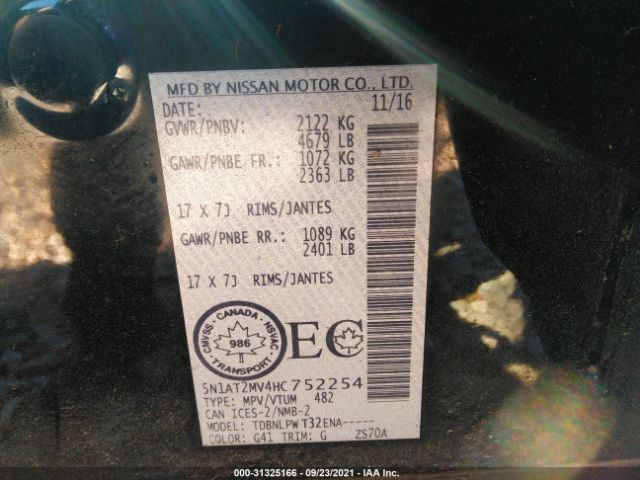 MFD BY NISSAN MOTOR CO., LTD.
DATE: 11/16
GVWR/PNBV: 2122 KG
4679 LB
GAWR/PNBE FR.: 1072 KG
2363 LB
17 X 7J RIMS/JANTES
GAWR/PNBE RR.: 1089 KG
2401 LB
17 X 7J RIMS/JANTES
CANADA
CMVSS NSVAC
986
TRANSPORT
EC
5N1AT2MV4HC752254
TYPE: MPV/VTUM 482
CAN ICES-2/NMB-2
MODEL: TDBNLPW T32ENA-----
COLOR: G41 TRIM: G ZS70A
00-31325166 - 09/23/2021 - IAA Inc.